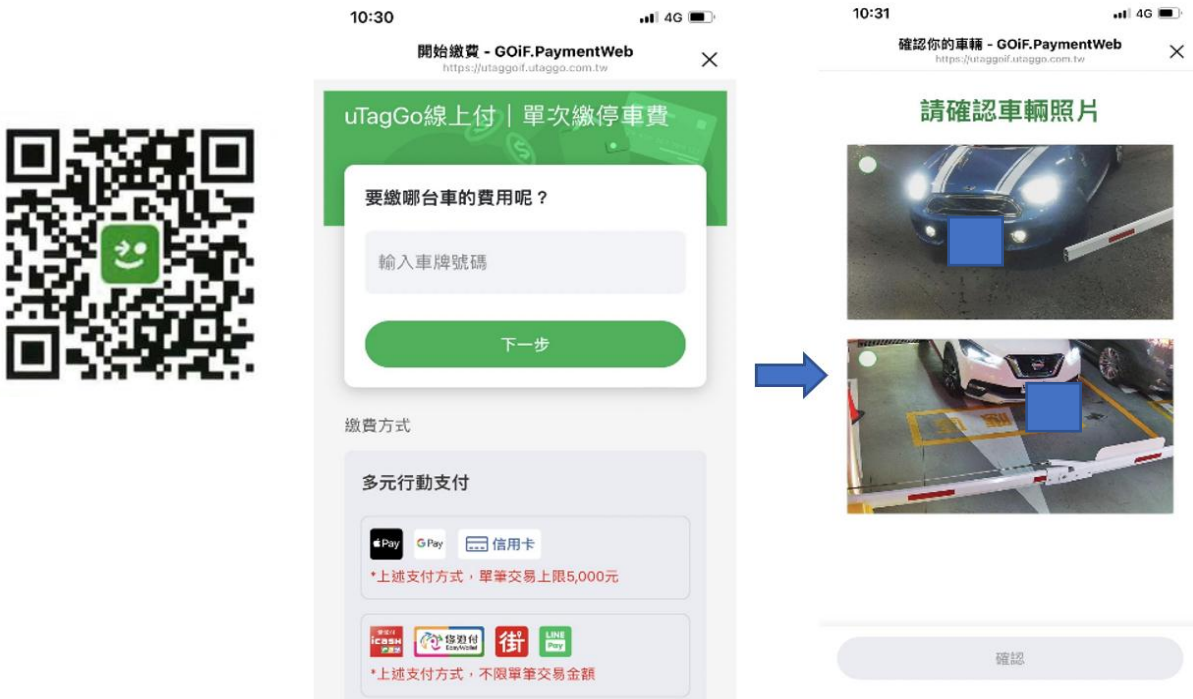 10:30
4G
開始繳費 - GOiF.PaymentWeb
https://utaggoif.utaggo.com.tw
uTagGo線上付｜單次繳停車費
要繳哪台車的費用呢？
輸入車牌號碼
下一步
繳費方式
多元行動支付
Pay
G Pay
信用卡
*上述支付方式，單筆交易上限5,000元
icash
悠遊付
EasyWallet
街
LINE
Pay
*上述支付方式，不限單筆交易金額
10:31
4G
確認你的車輛 - GOiF.PaymentWeb
https://utaggoif.utaggo.com.tw
請確認車輛照片
確認